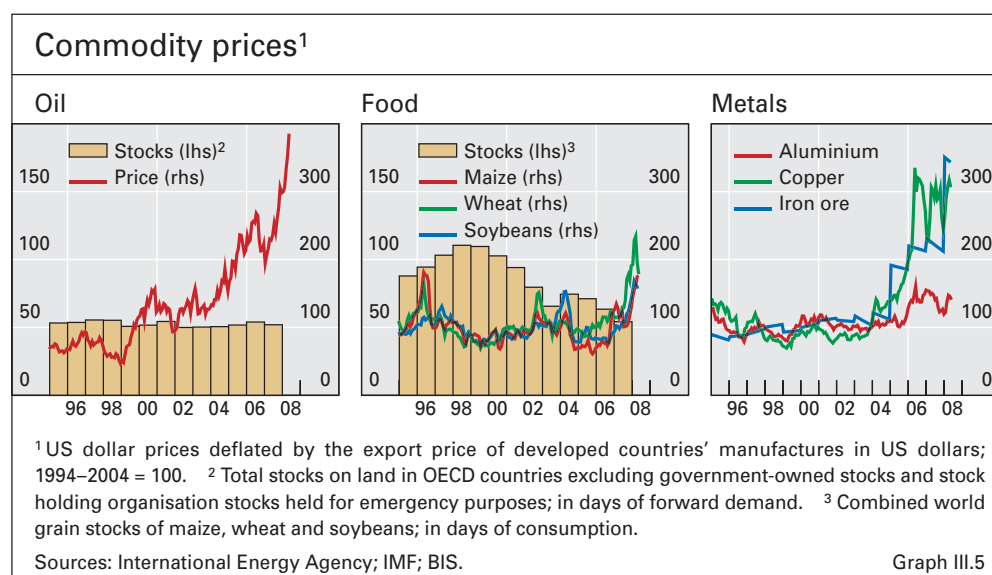 Commodity prices¹
Oil
Food
Metals
Stocks (lhs)²
Price (rhs)
150
100
50
0
300
200
100
0
96 98 00 02 04 06 08
Stocks (lhs)³
Maize (rhs)
Wheat (rhs)
Soybeans (rhs)
150
100
50
0
300
200
100
0
96 98 00 02 04 06 08
Aluminium
Copper
Iron ore
300
200
100
0
96 98 00 02 04 06 08
¹ US dollar prices deflated by the export price of developed countries’ manufactures in US dollars;
1994–2004 = 100. ² Total stocks on land in OECD countries excluding government-owned stocks and stock
holding organisation stocks held for emergency purposes; in days of forward demand. ³ Combined world
grain stocks of maize, wheat and soybeans; in days of consumption.
Sources: International Energy Agency; IMF; BIS.
Graph III.5